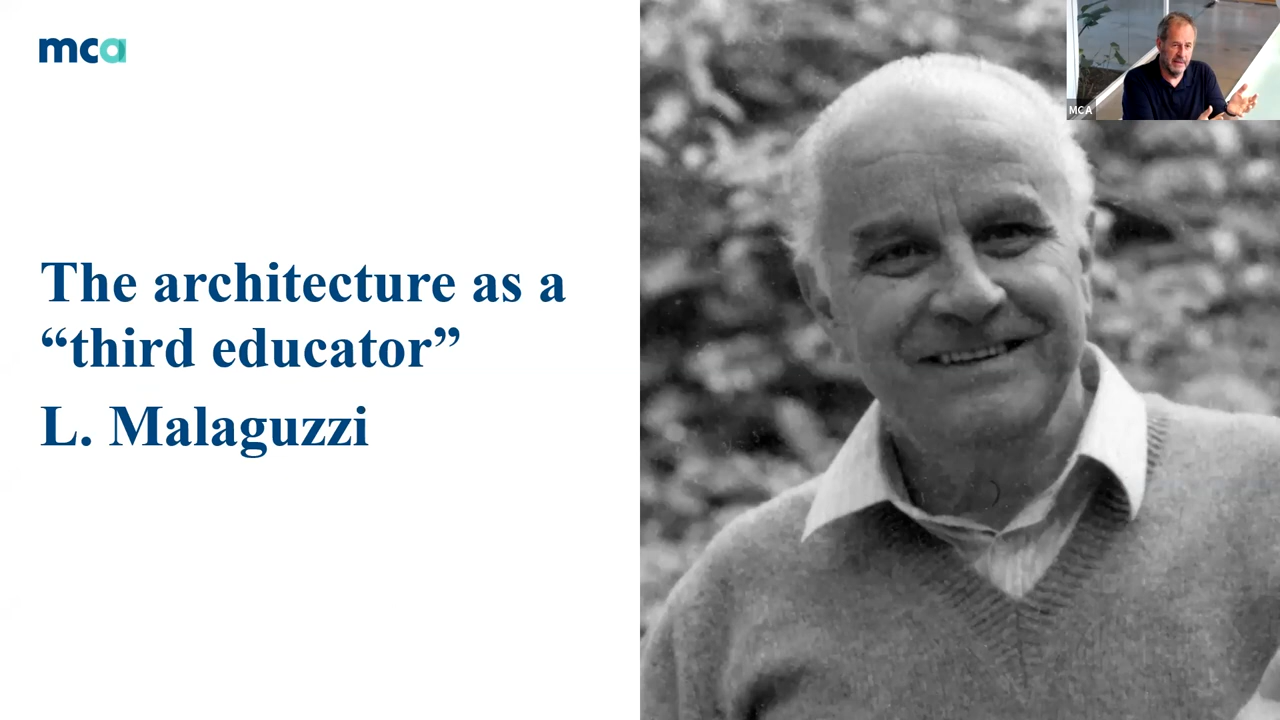 mca
The architecture as a
“third educator”
L. Malaguzzi
MCA